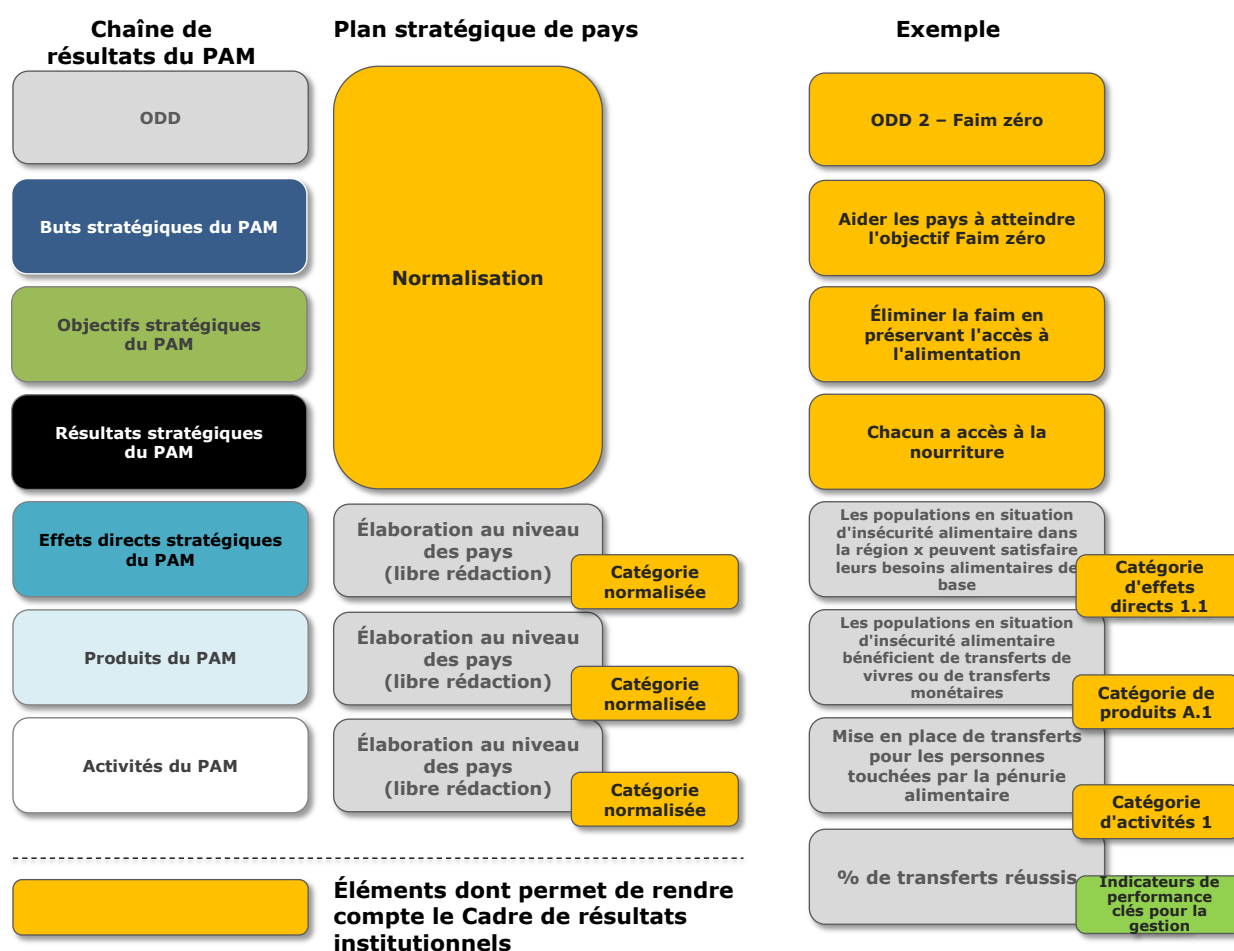 Chaîne de
résultats du PAM
Plan stratégique de pays
Exemple
ODD
Normalisation
ODD 2 – Faim zéro
Buts stratégiques du PAM
Aider les pays à atteindre
l'objectif Faim zéro
Objectifs stratégiques
du PAM
Éliminer la faim en
préservant l'accès à
l'alimentation
Résultats stratégiques
du PAM
Chacun a accès à la
nourriture
Effets directs stratégiques
du PAM
Élaboration au niveau
des pays
(libre rédaction)
Catégorie
normalisée
Les populations en situation
d'insécurité alimentaire dans
la région x peuvent satisfaire
leurs besoins alimentaires de
base
Catégorie
d'effets
directs 1.1
Produits du PAM
Élaboration au niveau
des pays
(libre rédaction)
Catégorie
normalisée
Les populations en situation
d'insécurité alimentaire
bénéficient de transferts de
vivres ou de transferts
monétaires
Catégorie de
produits A.1
Activités du PAM
Élaboration au niveau
des pays
(libre rédaction)
Catégorie
normalisée
Mise en place de transferts
pour les personnes
touchées par la pénurie
alimentaire
Catégorie
d'activités 1
% de transferts réussis
Indicateurs de
performance
clés pour la
gestion
Éléments dont permet de rendre
compte le Cadre de résultats
institutionnels